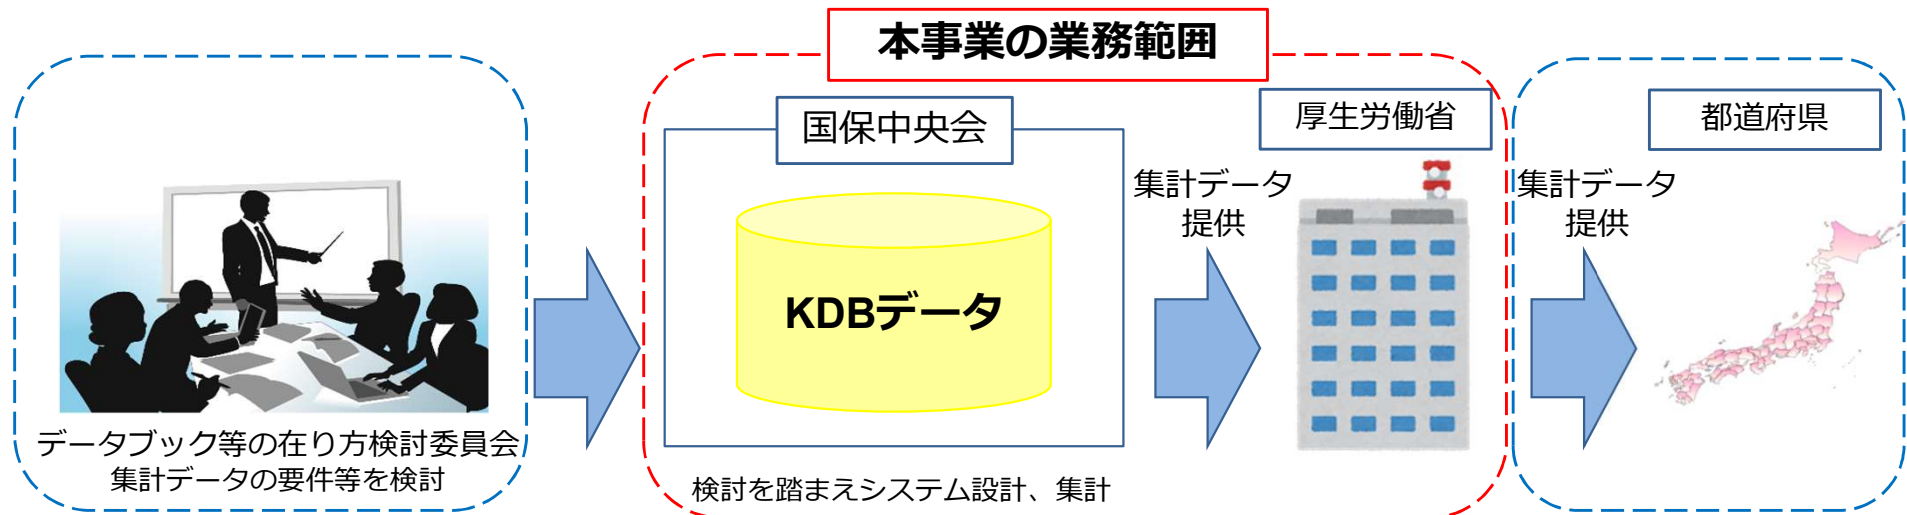 本事業の業務範囲
データブック等の在り方検討委員会
集計データの要件等を検討
国保中央会
KDBデータ
検討を踏まえシステム設計、集計
集計データ
提供
厚生労働省
集計データ
提供
都道府県